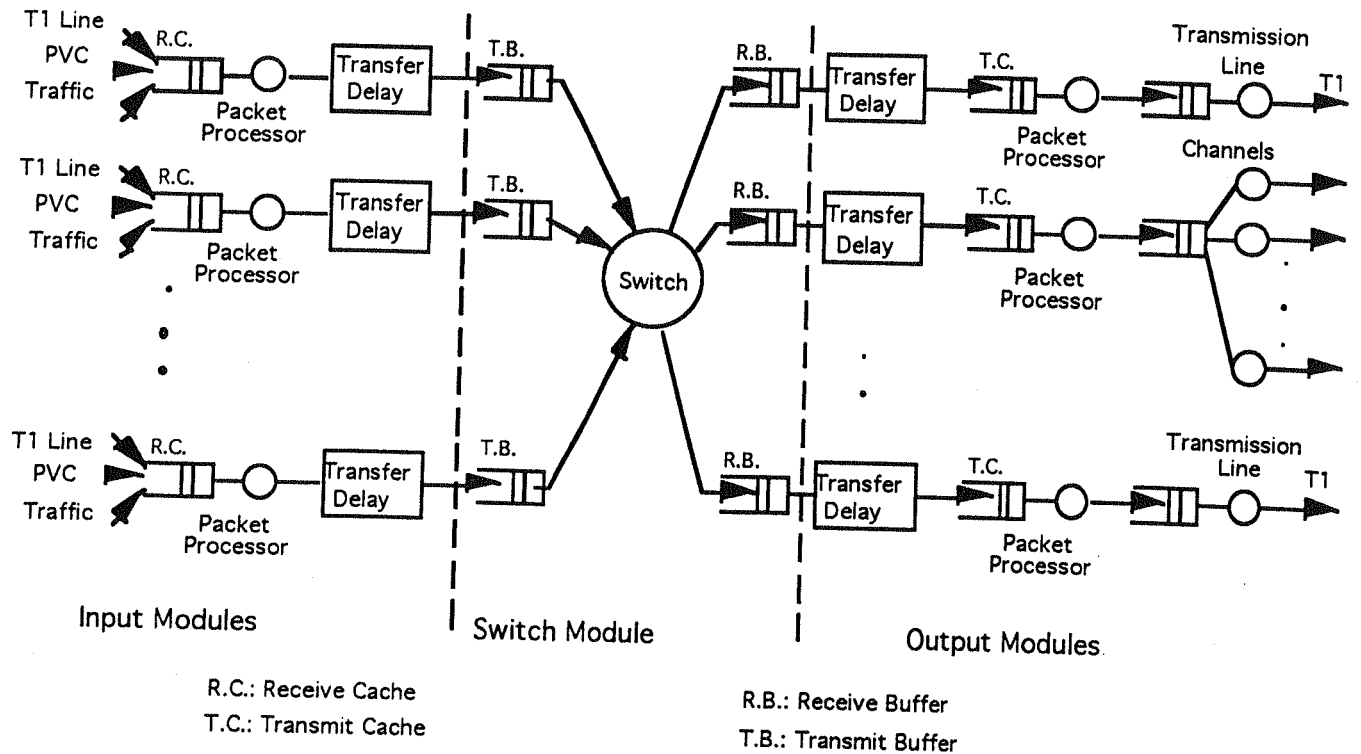 T1 Line
PVC
Traffic
R.C.
Packet
Processor
Transfer
Delay
T.B.
R.B.
Transfer
Delay
T.C.
Packet
Processor
Transmission
Line
T1
T1 Line
PVC
Traffic
R.C.
Packet
Processor
Transfer
Delay
T.B.
Switch
R.B.
Transfer
Delay
T.C.
Packet
Processor
Channels
T1 Line
PVC
Traffic
R.C.
Packet
Processor
Transfer
Delay
T.B.
R.B.
Transfer
Delay
T.C.
Packet
Processor
Transmission
Line
T1
Input Modules
Switch Module
Output Modules
R.C.: Receive Cache
T.C.: Transmit Cache
R.B.: Receive Buffer
T.B.: Transmit Buffer